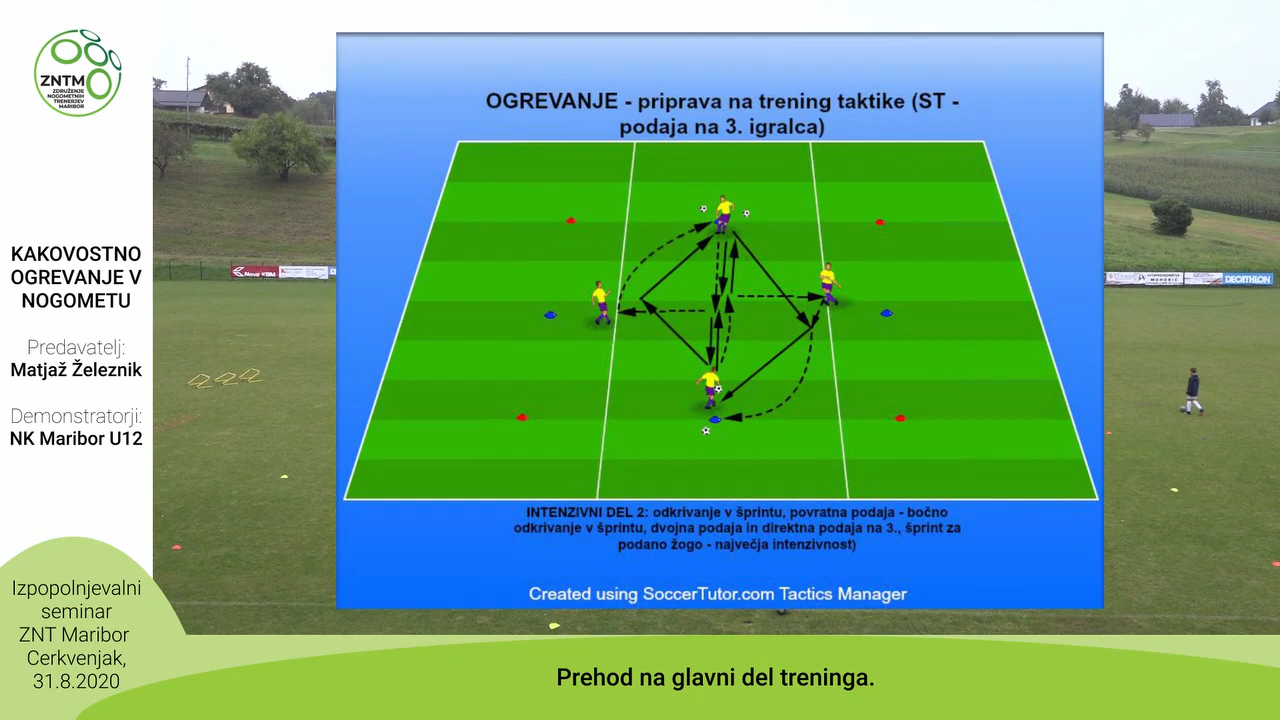 ZNTM
ZDRUŽENJE
NOGOMETNIH
TRENERJEV
MARIBOR
KAKOVOSTNO
OGREVANJE V
NOGOMETU
Predavatelj:
Matjaž Železnik
Demonstratorji:
NK Maribor U12
Izpopolnjevalni
seminar
ZNT Maribor
Cerkvenjak,
31.8.2020
OGREVANJE - priprava na trening taktike (ST -
podaja na 3. igralca)
INTENZIVNI DEL 2: odkrivanje v šprintu, povratna podaja - bočno
odkrivanje v šprintu, dvojna podaja in direktna podaja na 3., šprint za
podano žogo - največja intenzivnost)
Created using SoccerTutor.com Tactics Manager
Nova KBM
DECATHLON
Prehod na glavni del treninga.